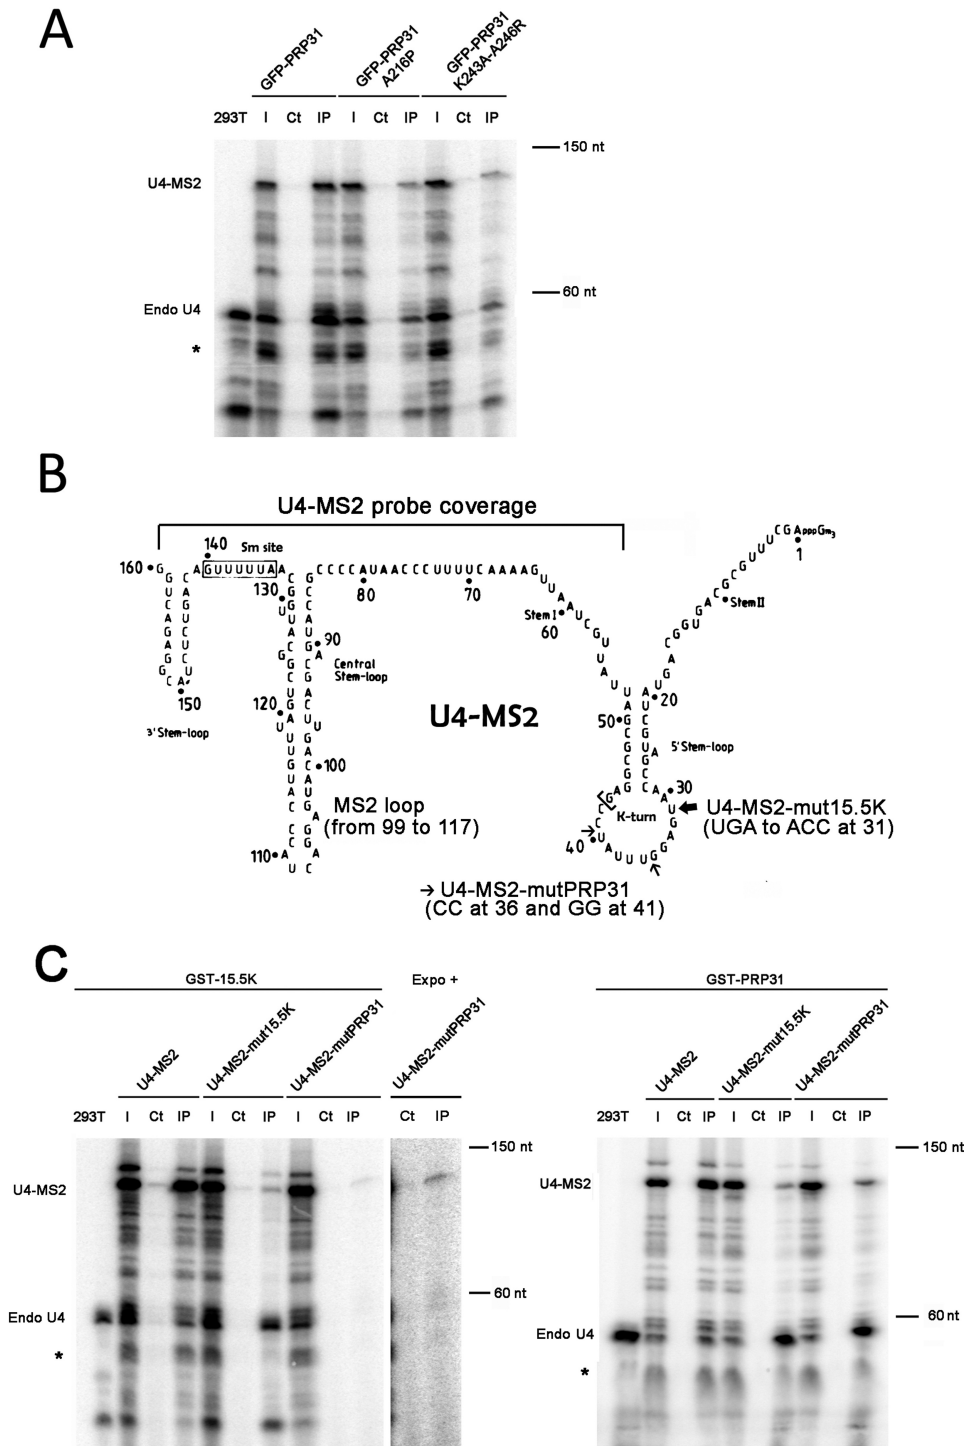 A
GFP-PRP31
GFP-PRP31
A216P
GFP-PRP31
K243A-A246R
293T I Ct IP I Ct IP I Ct IP
150 nt
U4-MS2
60 nt
Endo U4
*
B
U4-MS2 probe coverage
140
Sm site
160
130
80
70
90
Central
Stem-loop
Stem I
60
Stem II
1
150
3' Stem-loop
120
U4-MS2
50
20
5' Stem-loop
100
30
MS2 loop
(from 99 to 117)
K-turn
U4-MS2-mut15.5K
(UGA to ACC at 31)
110
40
→ U4-MS2-mutPRP31
(CC at 36 and GG at 41)
C
GST-15.5K
Expo +
GST-PRP31
U4-MS2
U4-MS2-mut15.5K
U4-MS2-mutPRP31
U4-MS2-mutPRP31
U4-MS2
U4-MS2-mut15.5K
U4-MS2-mutPRP31
293T I Ct IP I Ct IP I Ct IP
Ct IP
293T I Ct IP I Ct IP I Ct IP
150 nt
150 nt
U4-MS2
U4-MS2
60 nt
60 nt
Endo U4
Endo U4
*
*